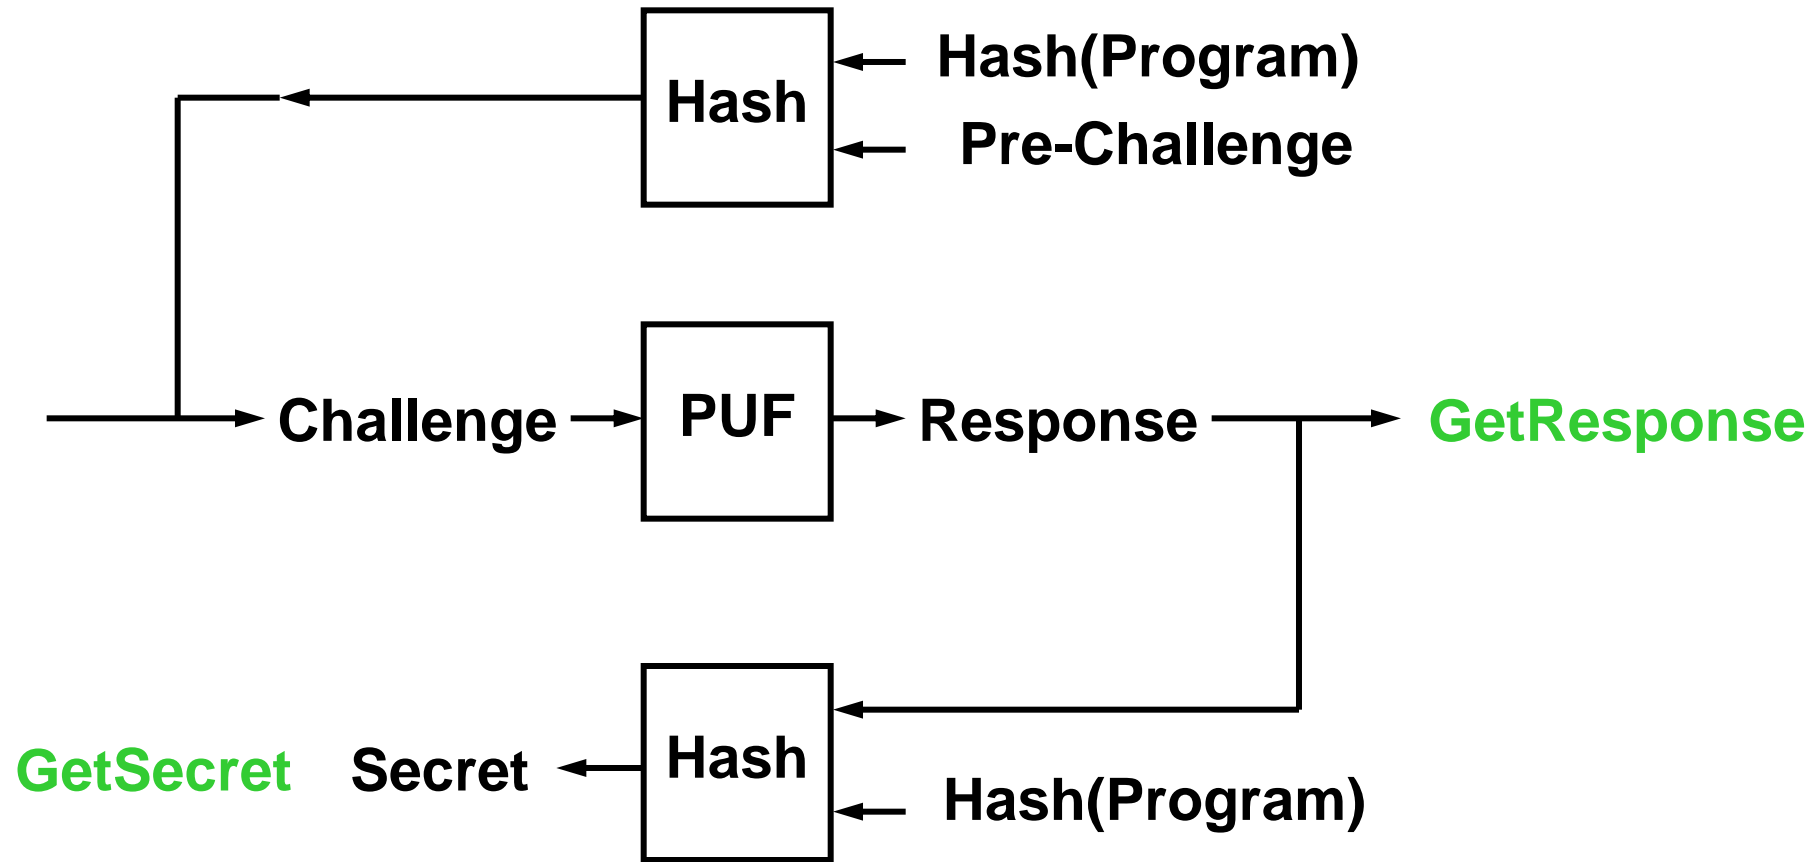 Hash(Program)
Hash
Pre-Challenge
Challenge
PUF
Response
GetResponse
GetSecret
Secret
Hash
Hash(Program)